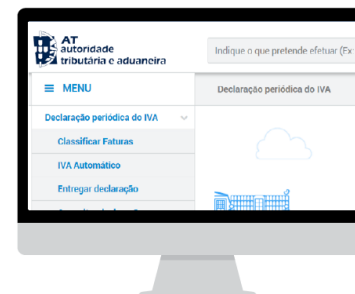 AT
autoridade
tributária e aduaneira
Indique o que pretende efetuar (Ex:
MENU
Declaração periódica do IVA
Declaração periódica do IVA
Classificar Faturas
IVA Automático
Entregar declaração